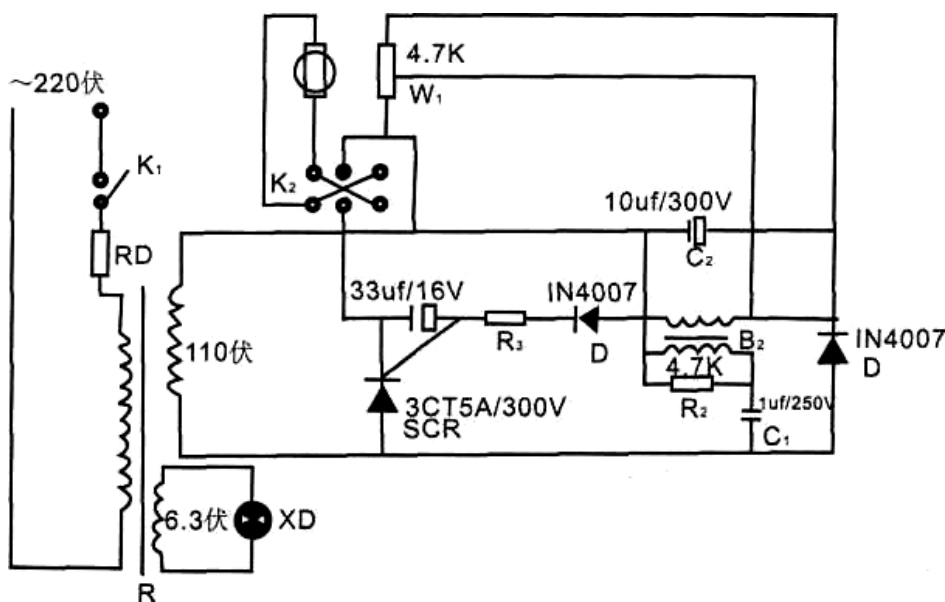 4.7K
W₁
~220伏
K₁
K₂
10uf/300V
C₂
RD
33uf/16V
IN4007
R₃
D
B₂
IN4007
D
110伏
4.7K
R₂
1uf/250V
C₁
3CT5A/300V
SCR
6.3伏
XD
R